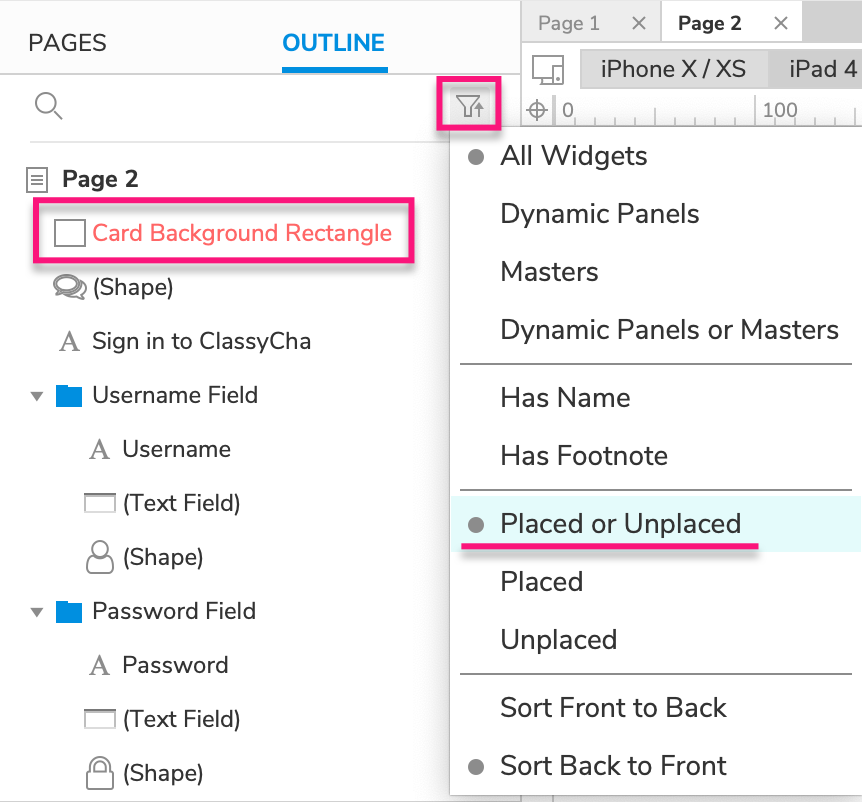 PAGES
OUTLINE
Page 1
Page 2
iPhone X / XS
iPad 4
0
100
Page 2
Card Background Rectangle
(Shape)
A Sign in to ClassyCha
Username Field
A Username
(Text Field)
(Shape)
Password Field
A Password
(Text Field)
(Shape)
All Widgets
Dynamic Panels
Masters
Dynamic Panels or Masters
Has Name
Has Footnote
Placed or Unplaced
Placed
Unplaced
Sort Front to Back
Sort Back to Front